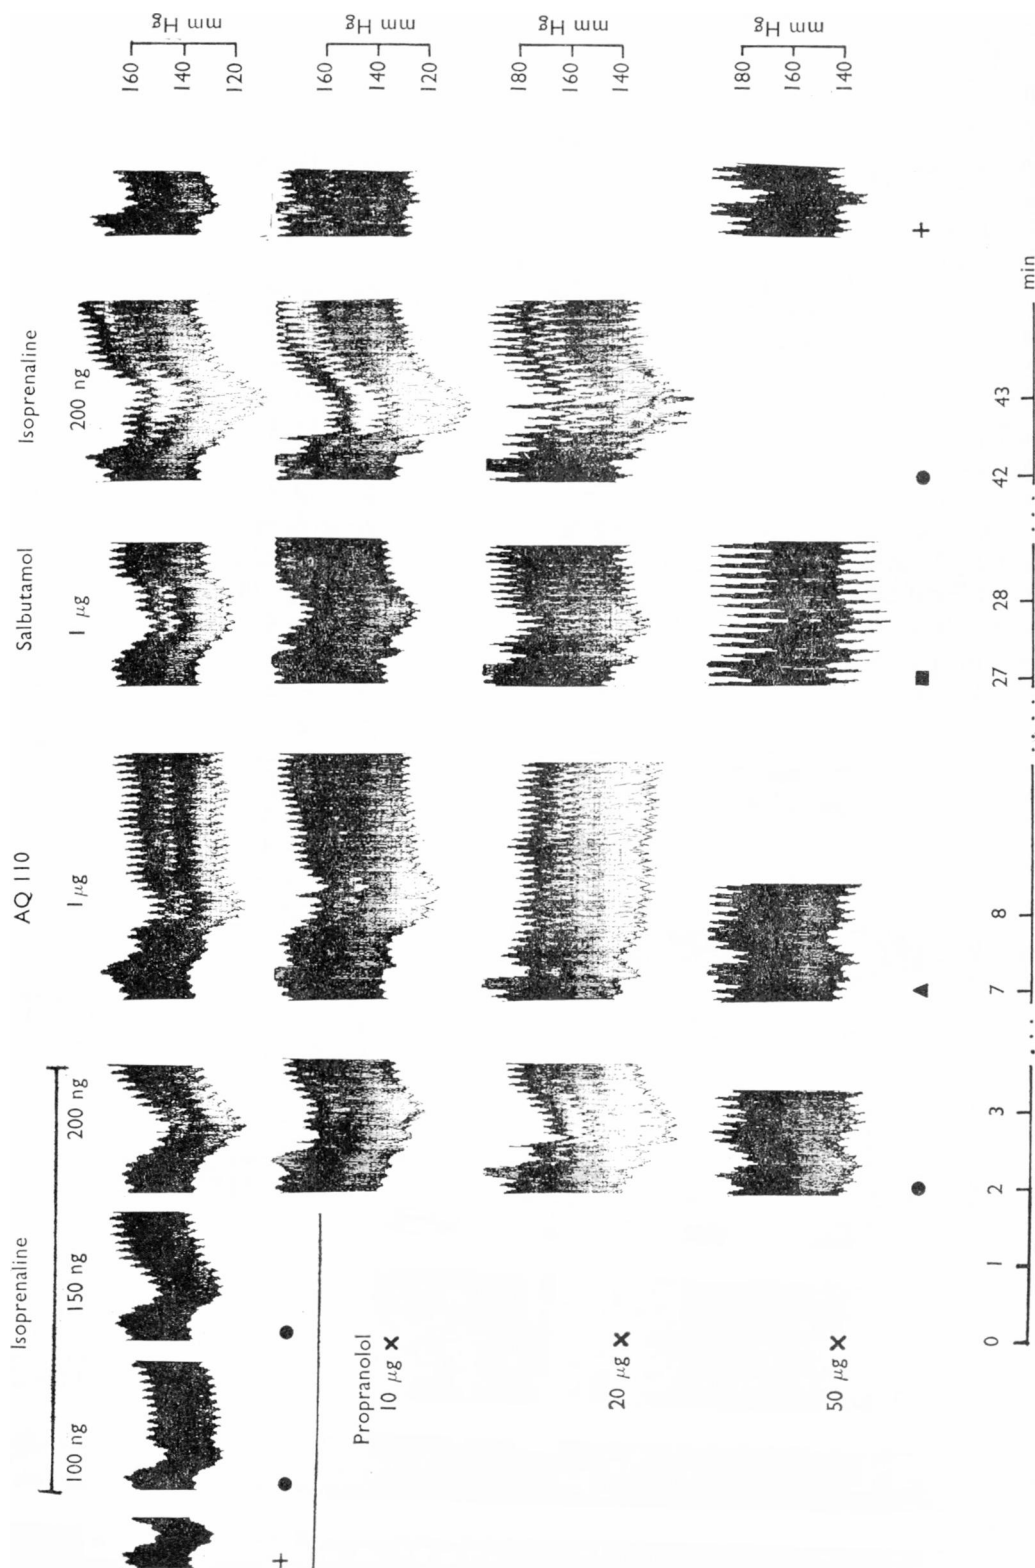 Isoprenaline
AQ 110
Salbutamol
Isoprenaline
100 ng
150 ng
200 ng
1 µg
1 µg
200 ng
160
140
120
mm Hg
+
Propranolol
10 µg ×
160
140
120
mm Hg
20 µg ×
180
160
140
mm Hg
50 µg ×
180
160
140
mm Hg
+
0 1 2 3 7 8 27 28 42 43 min